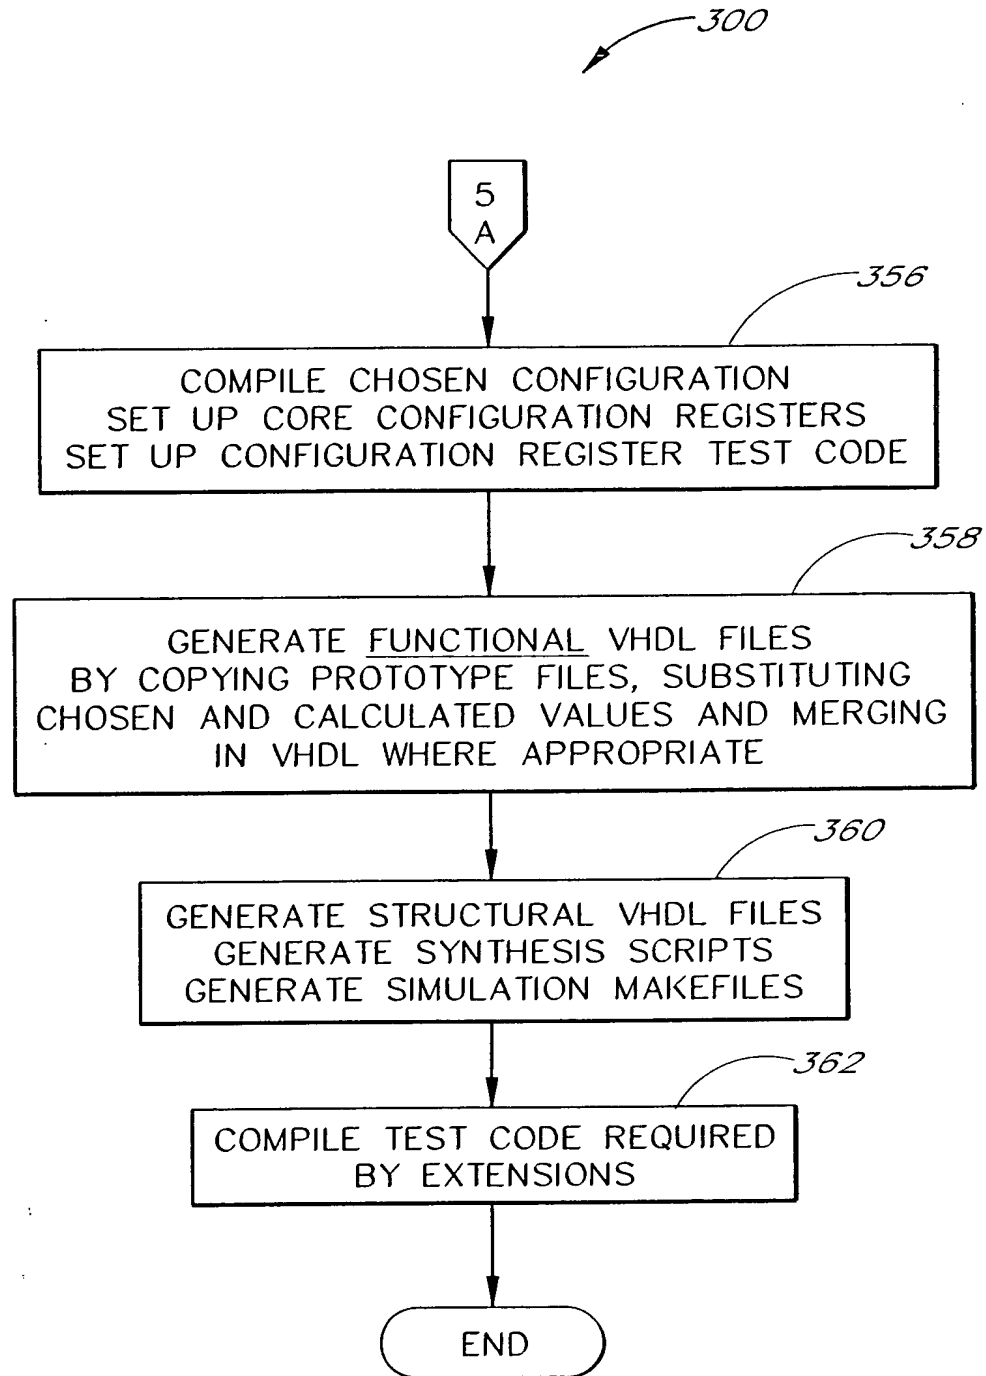 300
5
A
356
COMPILE CHOSEN CONFIGURATION
SET UP CORE CONFIGURATION REGISTERS
SET UP CONFIGURATION REGISTER TEST CODE
358
GENERATE FUNCTIONAL VHDL FILES
BY COPYING PROTOTYPE FILES, SUBSTITUTING
CHOSEN AND CALCULATED VALUES AND MERGING
IN VHDL WHERE APPROPRIATE
360
GENERATE STRUCTURAL VHDL FILES
GENERATE SYNTHESIS SCRIPTS
GENERATE SIMULATION MAKEFILES
362
COMPILE TEST CODE REQUIRED
BY EXTENSIONS
END